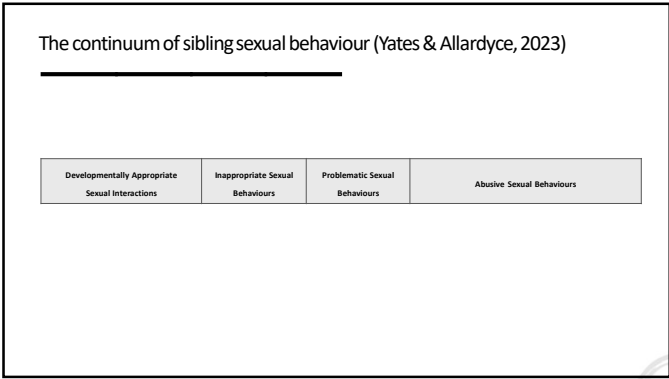 The continuum of sibling sexual behaviour (Yates & Allardyce, 2023)
Developmentally Appropriate
Sexual Interactions
Inappropriate Sexual
Behaviours
Problematic Sexual
Behaviours
Abusive Sexual Behaviours